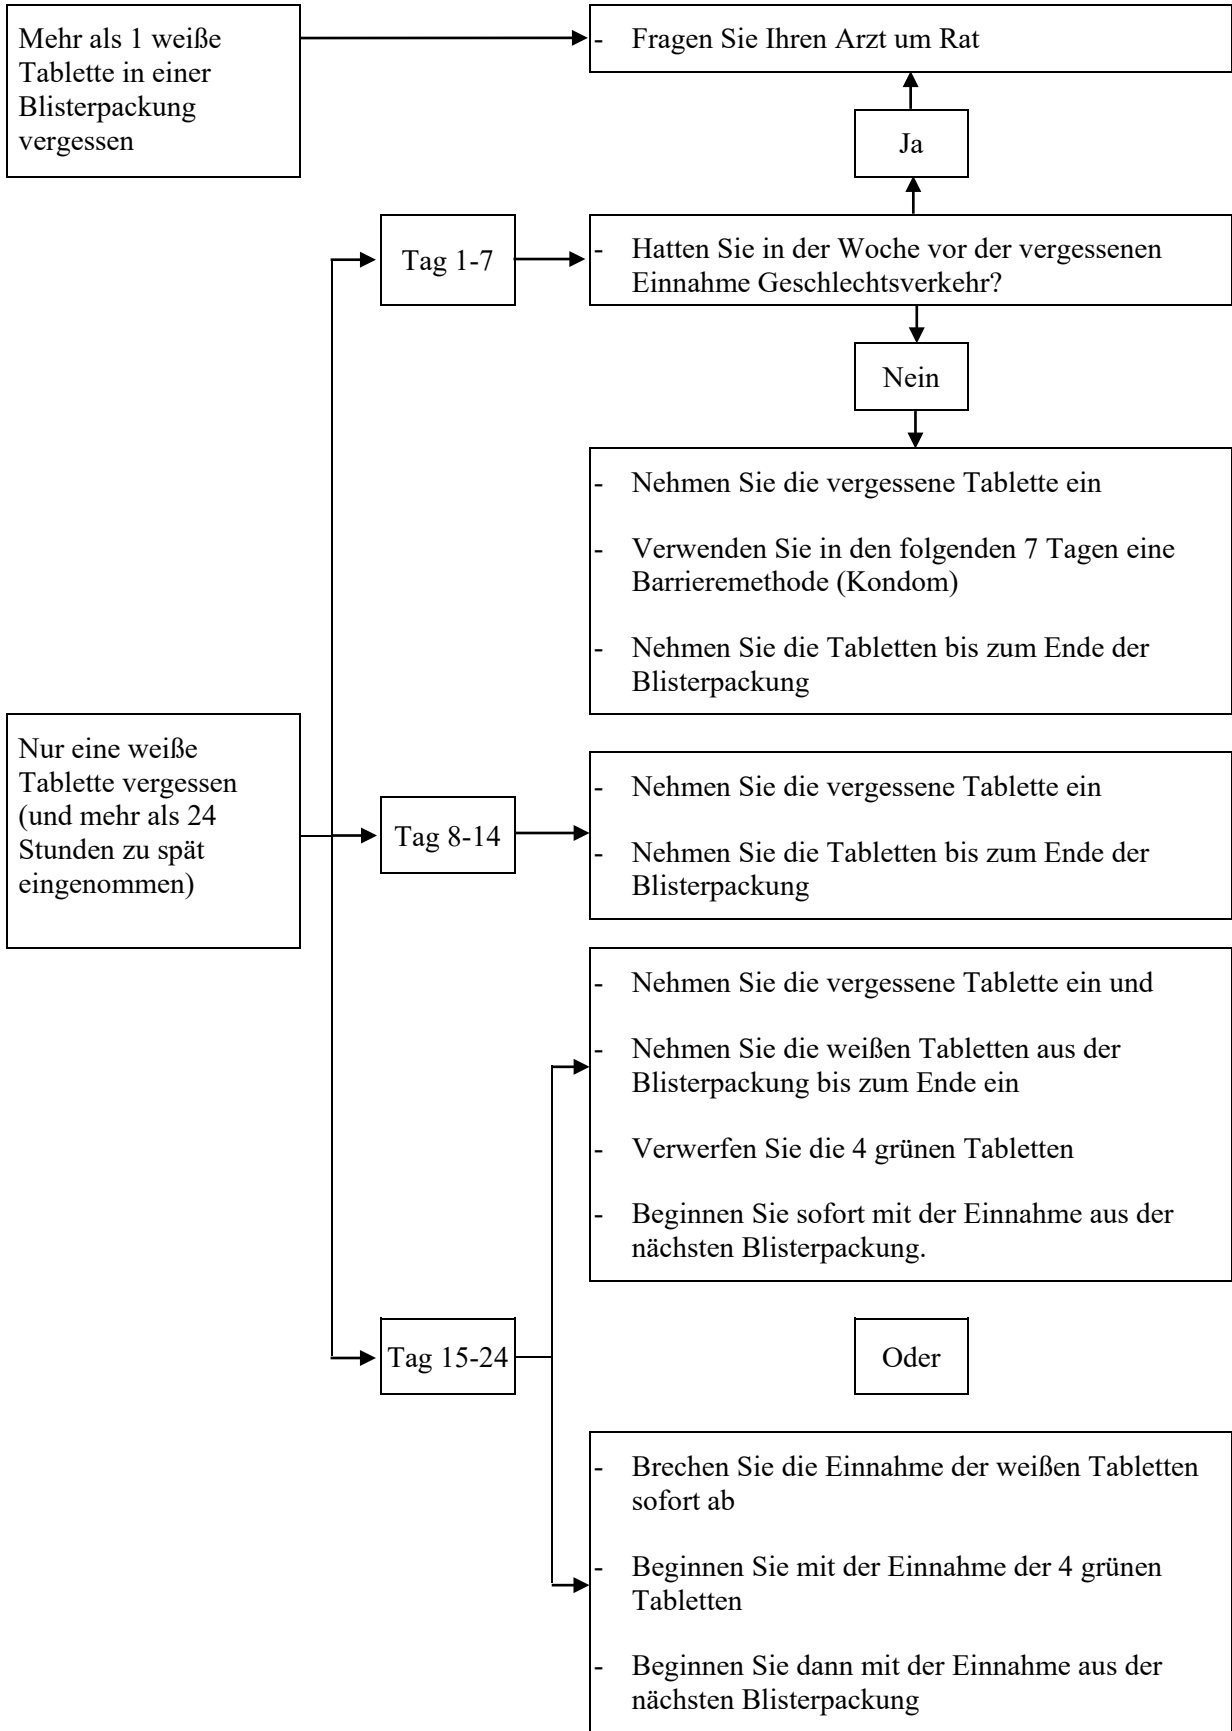 Mehr als 1 weiße
Tablette in einer
Blisterpackung
vergessen
- Fragen Sie Ihren Arzt um Rat
Ja
Tag 1-7
- Hatten Sie in der Woche vor der vergessenen
Einnahme Geschlechtsverkehr?
Nein
- Nehmen Sie die vergessene Tablette ein
- Verwenden Sie in den folgenden 7 Tagen eine
Barrieremethode (Kondom)
- Nehmen Sie die Tabletten bis zum Ende der
Blisterpackung
Nur eine weiße
Tablette vergessen
(und mehr als 24
Stunden zu spät
eingenommen)
Tag 8-14
- Nehmen Sie die vergessene Tablette ein
- Nehmen Sie die Tabletten bis zum Ende der
Blisterpackung
- Nehmen Sie die vergessene Tablette ein und
- Nehmen Sie die weißen Tabletten aus der
Blisterpackung bis zum Ende ein
- Verwerfen Sie die 4 grünen Tabletten
- Beginnen Sie sofort mit der Einnahme aus der
nächsten Blisterpackung.
Tag 15-24
Oder
- Brechen Sie die Einnahme der weißen Tabletten
sofort ab
- Beginnen Sie mit der Einnahme der 4 grünen
Tabletten
- Beginnen Sie dann mit der Einnahme aus der
nächsten Blisterpackung